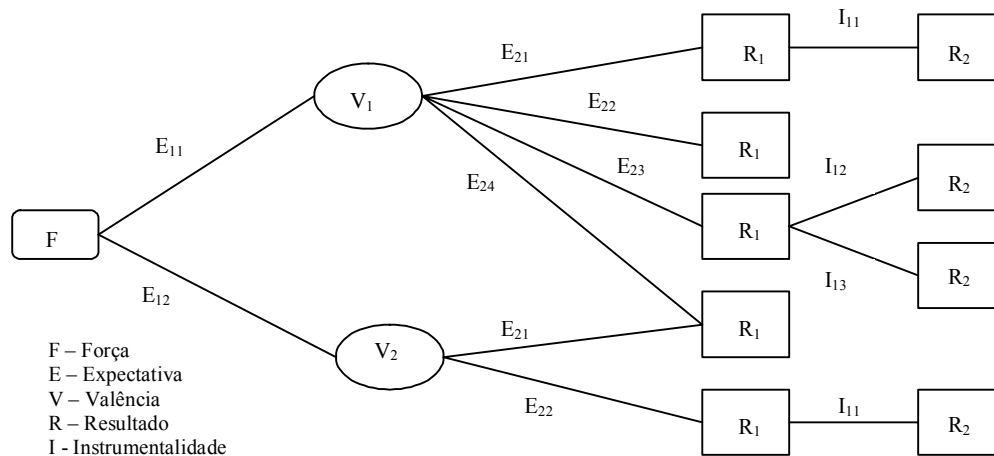 I₁₁
E₂₁
R₁
R₂
V₁
E₂₂
E₁₁
R₁
E₂₃
I₁₂
E₂₄
R₂
F
R₁
R₂
I₁₃
E₁₂
E₂₁
R₁
V₂
F – Força
E – Expectativa
V – Valência
R – Resultado
I - Instrumentalidade
E₂₂
I₁₁
R₁
R₂